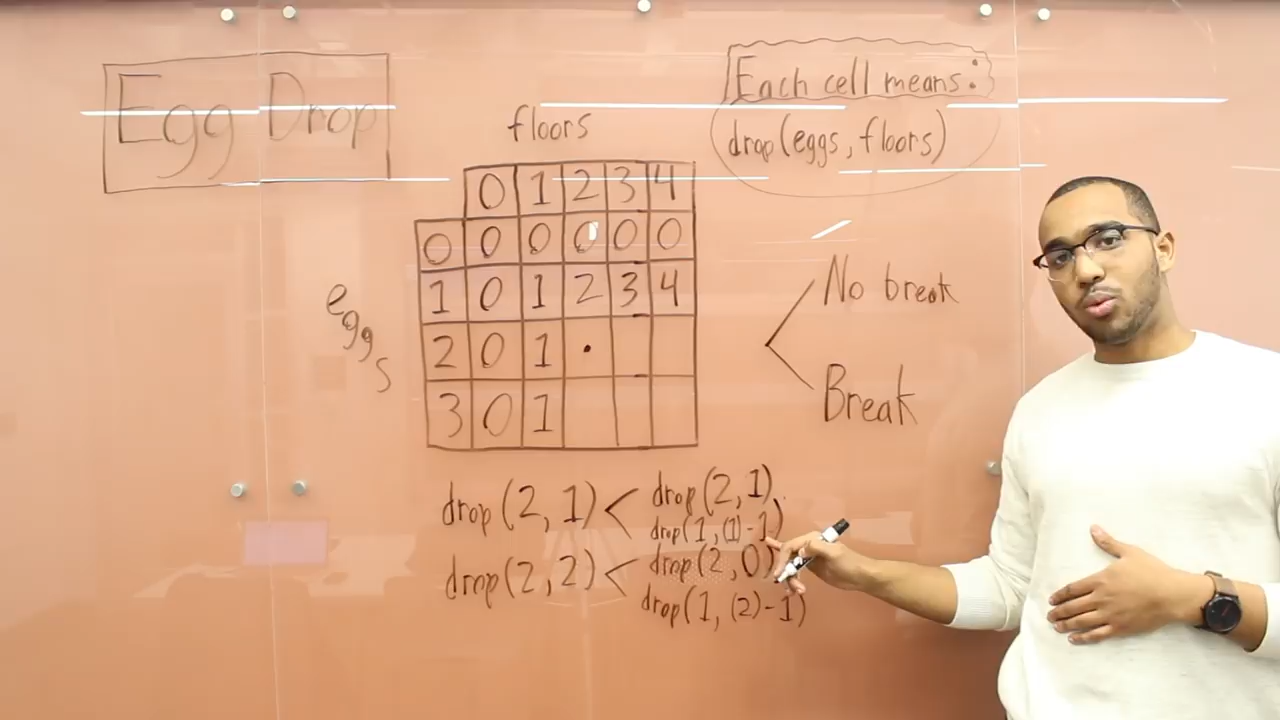 Egg Drop
Each cell means:
drop(eggs, floors)
floors
0 1 2 3 4
0 0 0 0 0 0
1 0 1 2 3 4
eggs
2 0 1 .
3 0 1
No break
Break
drop(2, 1) < drop(2, 1)
drop(1, (1)-1)
drop(2, 2) < drop(2, 0)
drop(1, (2)-1)